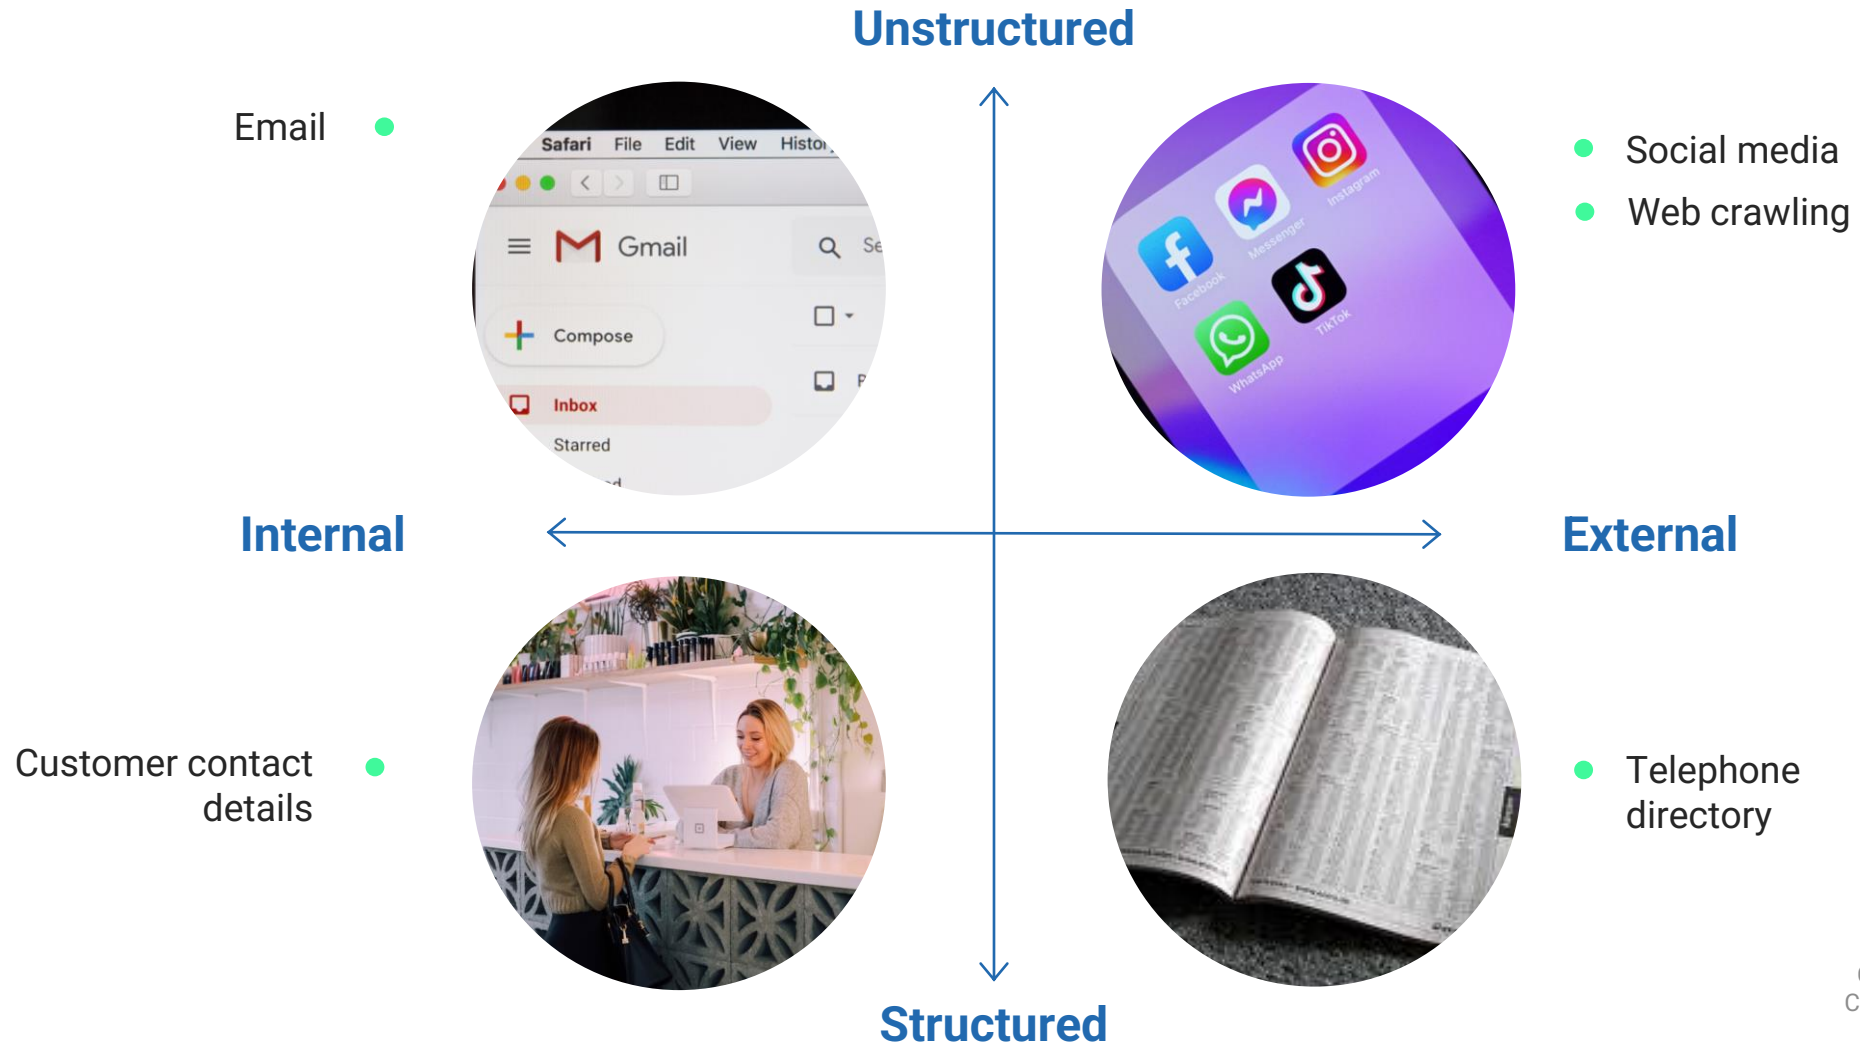 Unstructured
Email
Social media
Web crawling
Safari File Edit View
Gmail
Compose
Inbox
Starred
Instagram
Messenger
Facebook
TikTok
WhatsApp
Internal
External
Customer contact
details
Telephone
directory
Structured